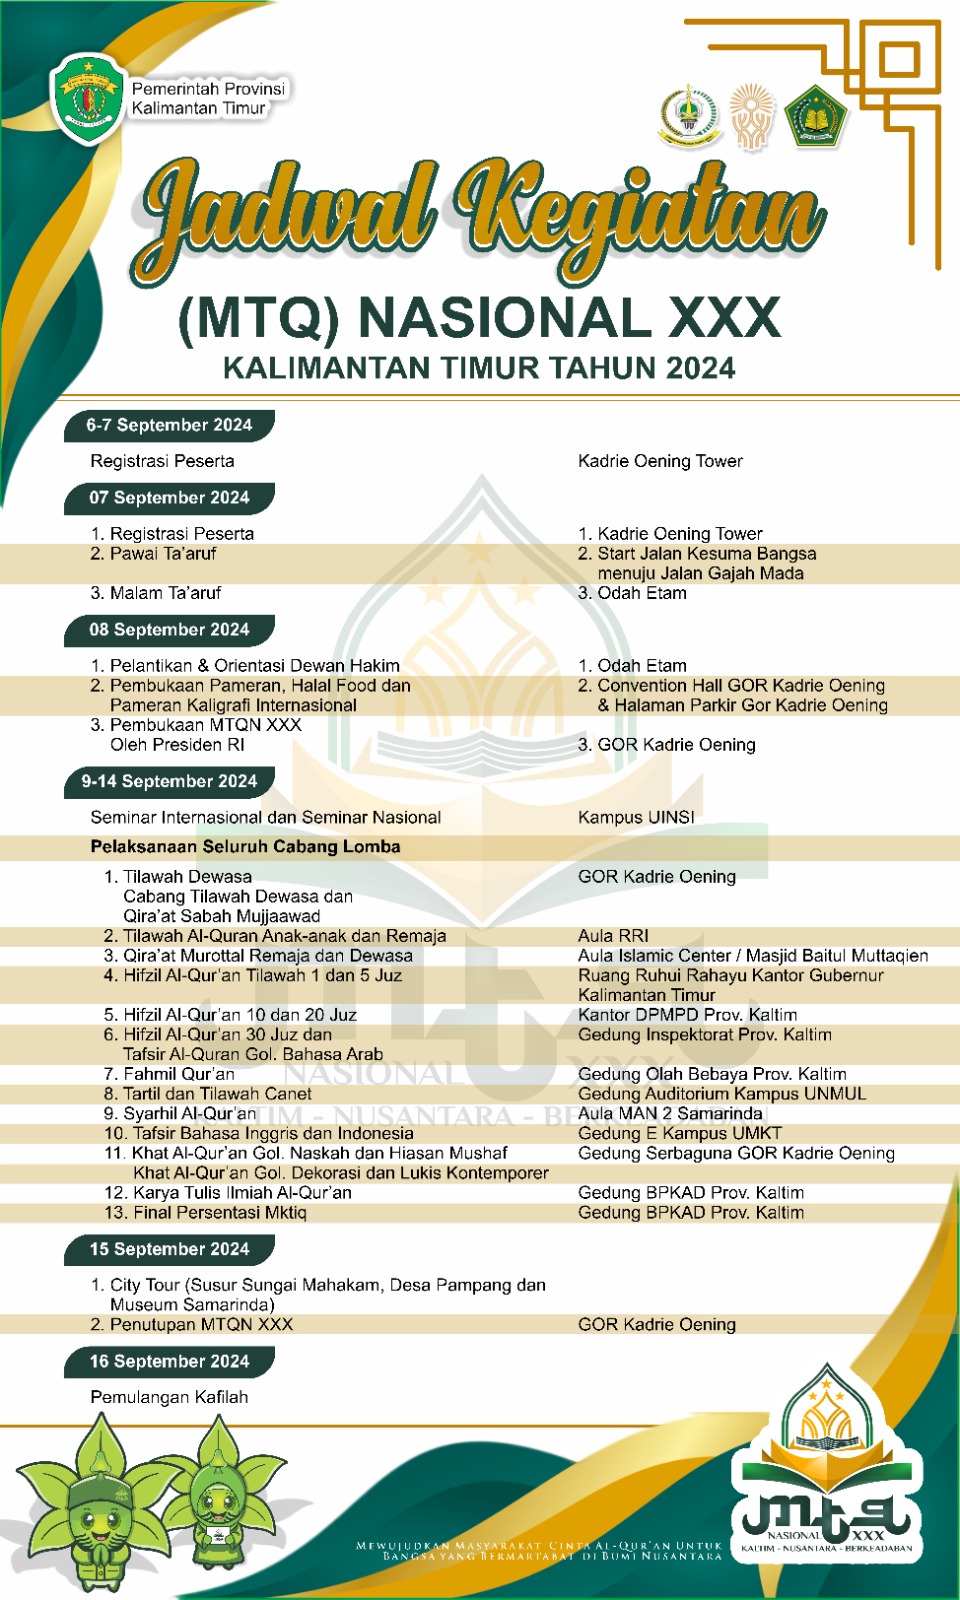 Pemerintah Provinsi
Kalimantan Timur
Jadwal Kegiatan
(MTQ) NASIONAL XXX
KALIMANTAN TIMUR TAHUN 2024
6-7 September 2024
Registrasi Peserta Kadrie Oening Tower
07 September 2024
1. Registrasi Peserta 1. Kadrie Oening Tower
2. Pawai Ta’aruf 2. Start Jalan Kesuma Bangsa
menuju Jalan Gajah Mada
3. Malam Ta’aruf 3. Odah Etam
08 September 2024
1. Pelantikan & Orientasi Dewan Hakim 1. Odah Etam
2. Pembukaan Pameran, Halal Food dan 2. Convention Hall GOR Kadrie Oening
Pameran Kaligrafi Internasional & Halaman Parkir Gor Kadrie Oening
3. Pembukaan MTQN XXX
Oleh Presiden RI 3. GOR Kadrie Oening
9-14 September 2024
Seminar Internasional dan Seminar Nasional Kampus UINSI
Pelaksanaan Seluruh Cabang Lomba
1. Tilawah Dewasa GOR Kadrie Oening
Cabang Tilawah Dewasa dan
Qira’at Sabah Mujjaawad
2. Tilawah Al-Quran Anak-anak dan Remaja Aula RRI
3. Qira’at Murottal Remaja dan Dewasa Aula Islamic Center / Masjid Baitul Muttaqien
4. Hifzil Al-Qur’an Tilawah 1 dan 5 Juz Ruang Ruhui Rahayu Kantor Gubernur
Kalimantan Timur
5. Hifzil Al-Qur’an 10 dan 20 Juz Kantor DPMPD Prov. Kaltim
6. Hifzil Al-Qur’an 30 Juz dan Gedung Inspektorat Prov. Kaltim
Tafsir Al-Quran Gol. Bahasa Arab
7. Fahmil Qur’an Gedung Olah Bebaya Prov. Kaltim
8. Tartil dan Tilawah Canet Gedung Auditorium Kampus UNMUL
9. Syarhil Al-Qur’an Aula MAN 2 Samarinda
10. Tafsir Bahasa Inggris dan Indonesia Gedung E Kampus UMKT
11. Khat Al-Qur’an Gol. Naskah dan Hiasan Mushaf Gedung Serbaguna GOR Kadrie Oening
Khat Al-Qur’an Gol. Dekorasi dan Lukis Kontemporer
12. Karya Tulis Ilmiah Al-Qur’an Gedung BPKAD Prov. Kaltim
13. Final Persentasi Mktiq Gedung BPKAD Prov. Kaltim
mtq
NASIONAL XXX
KALTIM - NUSANTARA - BERKEADABAN
15 September 2024
1. City Tour (Susur Sungai Mahakam, Desa Pampang dan
Museum Samarinda)
2. Penutupan MTQN XXX GOR Kadrie Oening
16 September 2024
Pemulangan Kafilah
Mewujudkan Masyarakat Cinta Al-Qur'an Untuk
Bangsa yang Bermartabat di Bumi Nusantara
mtq
NASIONAL XXX
KALTIM - NUSANTARA - BERKEADABAN